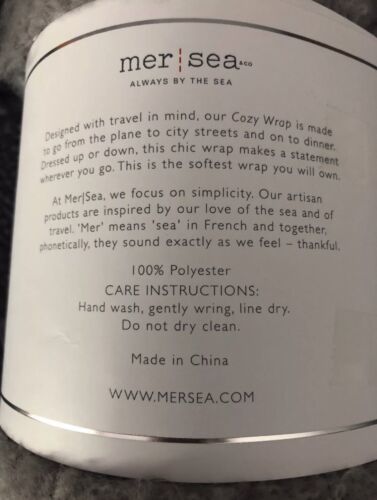 mer|sea &CO
ALWAYS BY THE SEA
Designed with travel in mind, our Cozy Wrap is made
to go from the plane to city streets and on to dinner.
Dressed up or down, this chic wrap makes a statement
wherever you go. This is the softest wrap you will own.
At Mer|Sea, we focus on simplicity. Our artisan
products are inspired by our love of the sea and of
travel. 'Mer' means 'sea' in French and together,
phonetically, they sound exactly as we feel – thankful.
100% Polyester
CARE INSTRUCTIONS:
Hand wash, gently wring, line dry.
Do not dry clean.
Made in China
WWW.MERSEA.COM